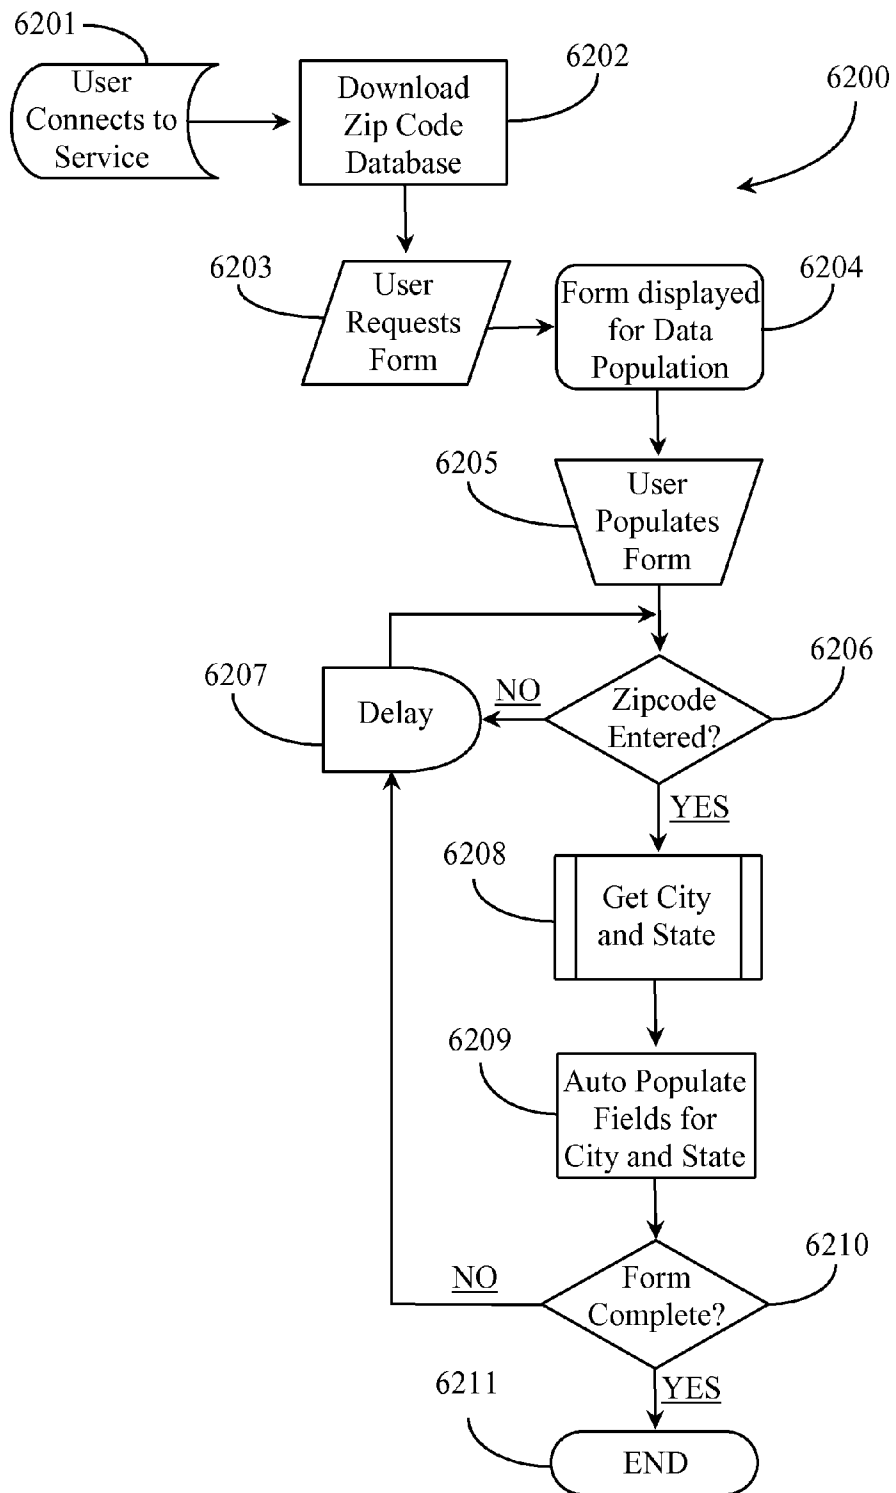 6201
User
Connects to
Service
Download
Zip Code
Database
6202
6200
6203
User
Requests
Form
Form displayed
for Data
Population
6204
6205
User
Populates
Form
6206
6207
Delay
NO
Zipcode
Entered?
YES
6208
Get City
and State
6209
Auto Populate
Fields for
City and State
6210
NO
Form
Complete?
YES
6211
END